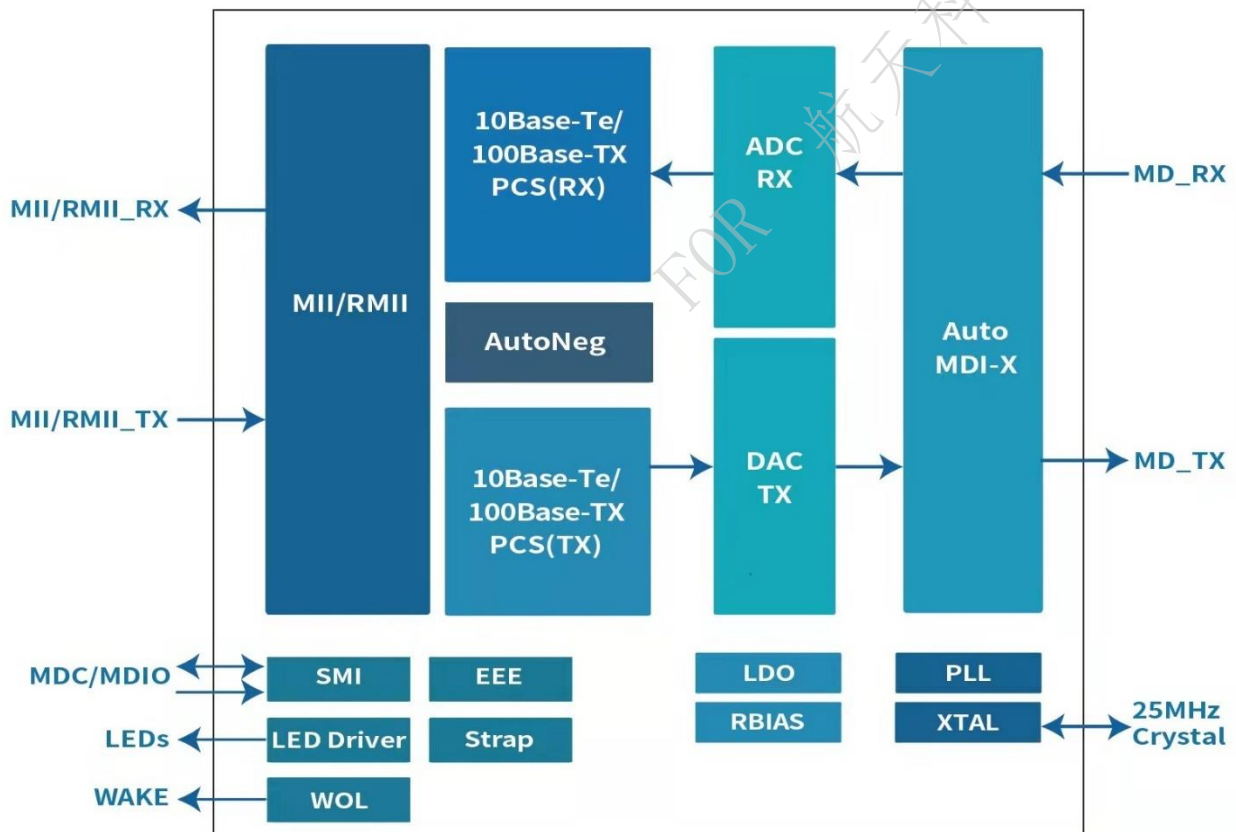 10Base-Te/
100Base-TX
PCS(RX)
ADC
RX
MD_RX
MII/RMII_RX
MII/RMII
AutoNeg
Auto
MDI-X
MII/RMII_TX
10Base-Te/
100Base-TX
PCS(TX)
DAC
TX
MD_TX
MDC/MDIO
SMI
EEE
LDO
PLL
LEDs
LED Driver
Strap
RBIAS
XTAL
25MHz
Crystal
WAKE
WOL
FOR 航天